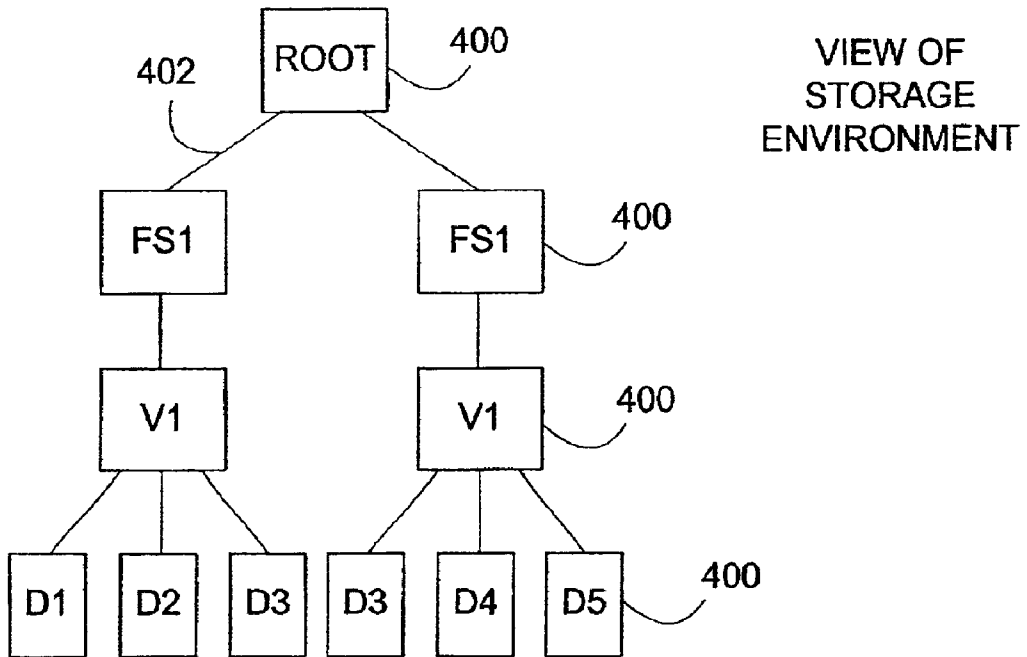 ROOT
400
402
VIEW OF
STORAGE
ENVIRONMENT
FS1
FS1
400
V1
V1
400
D1
D2
D3
D3
D4
D5
400